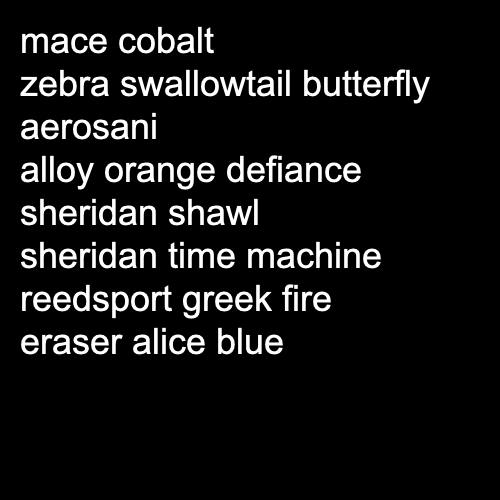 mace cobalt
zebra swallowtail butterfly
aerosani
alloy orange defiance
sheridan shawl
sheridan time machine
reedsport greek fire
eraser alice blue